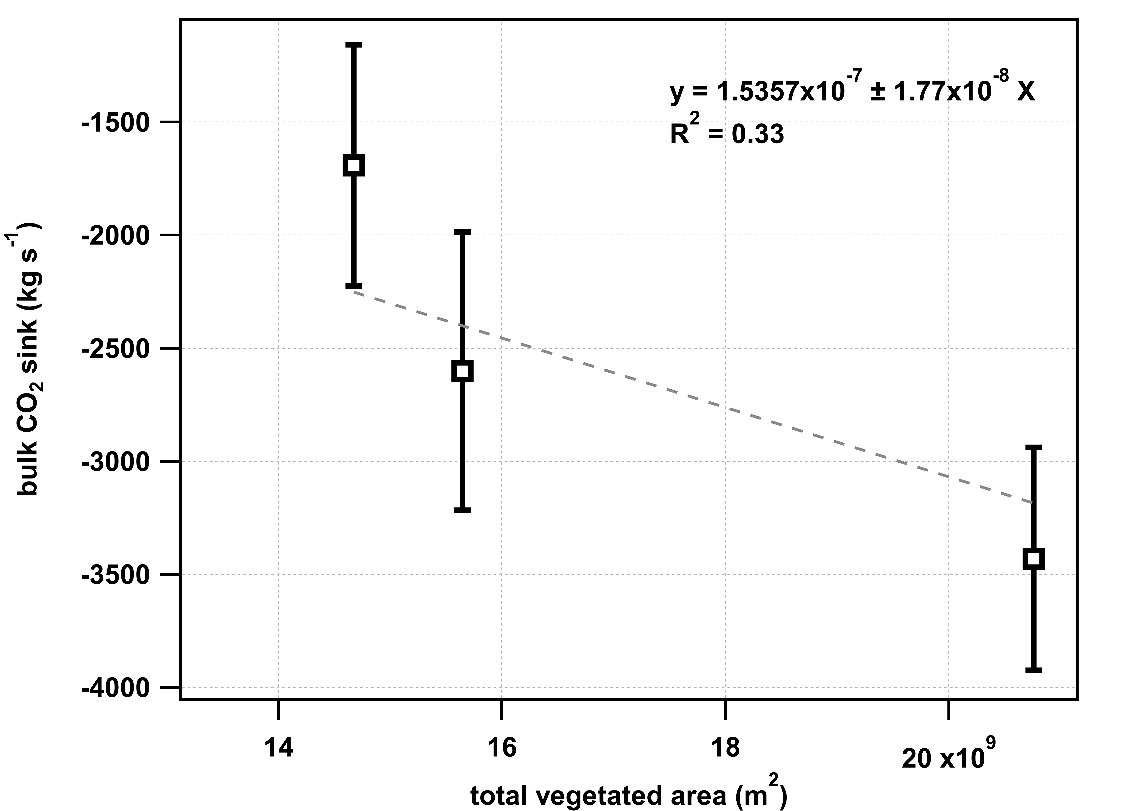 y = 1.5357x10⁻⁷ ± 1.77x10⁻⁸ X
R² = 0.33
-1500
-2000
-2500
-3000
-3500
-4000
bulk CO₂ sink (kg s⁻¹)
14 16 18 20 x10⁹
total vegetated area (m²)